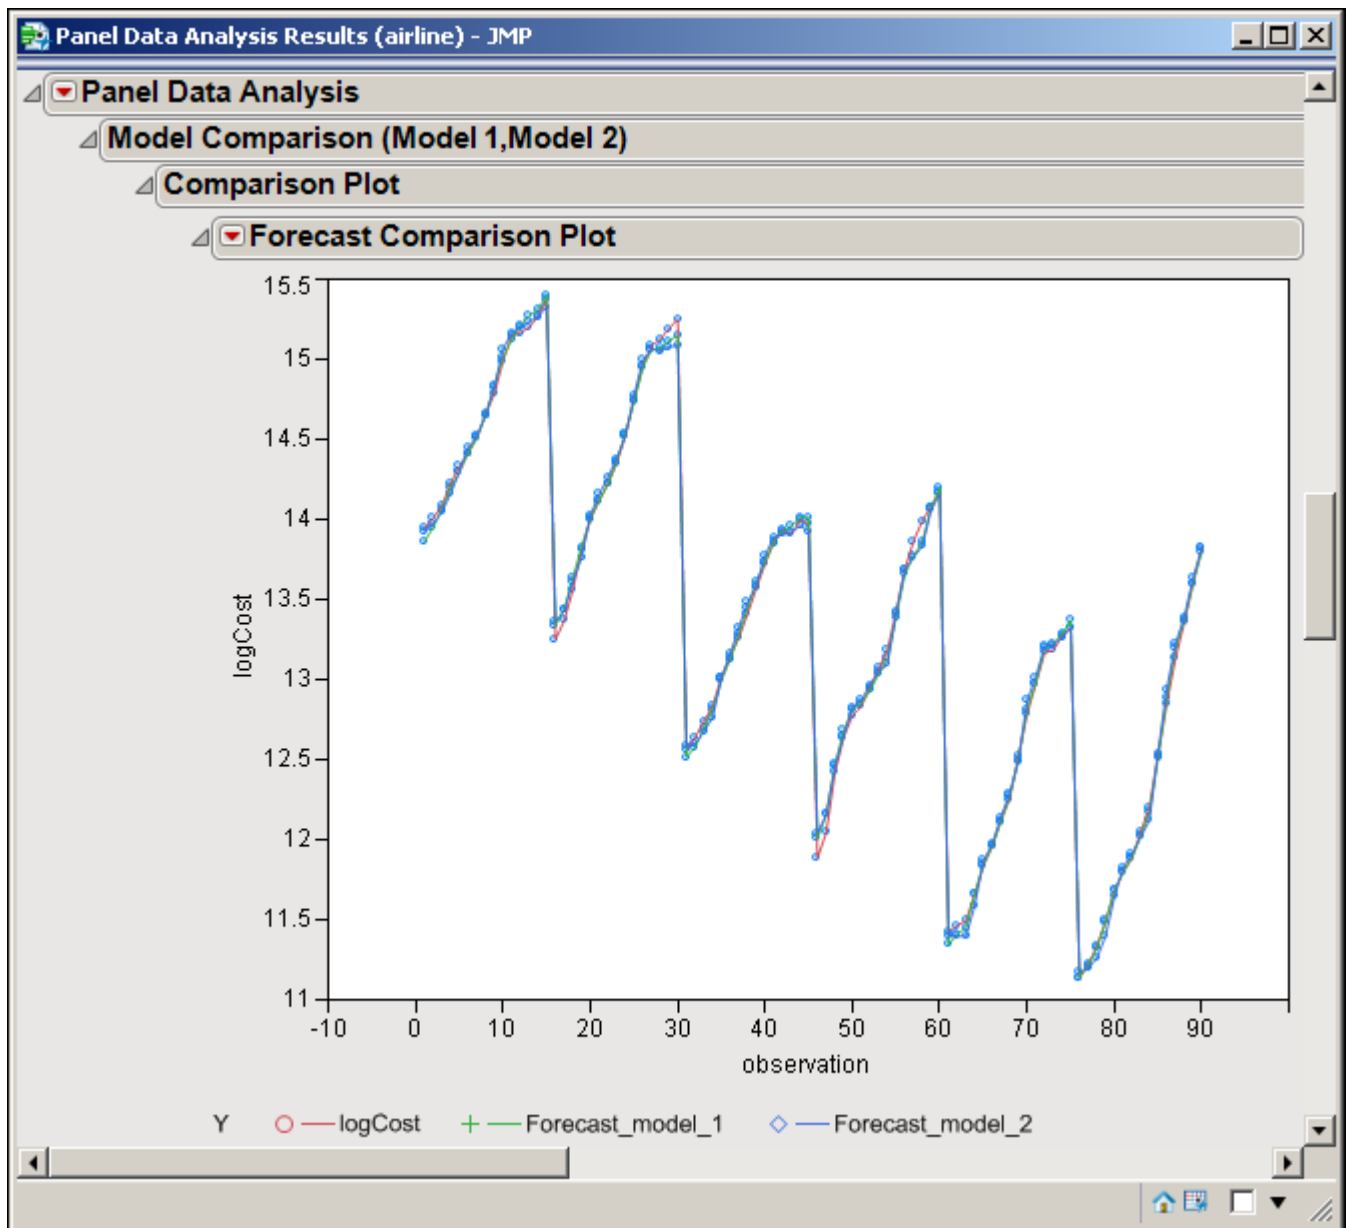 Panel Data Analysis Results (airline) - JMP
Panel Data Analysis
Model Comparison (Model 1,Model 2)
Comparison Plot
Forecast Comparison Plot
15.5
15
14.5
14
13.5
13
12.5
12
11.5
11
logCost
-10 0 10 20 30 40 50 60 70 80 90
observation
Y logCost Forecast_model_1 Forecast_model_2